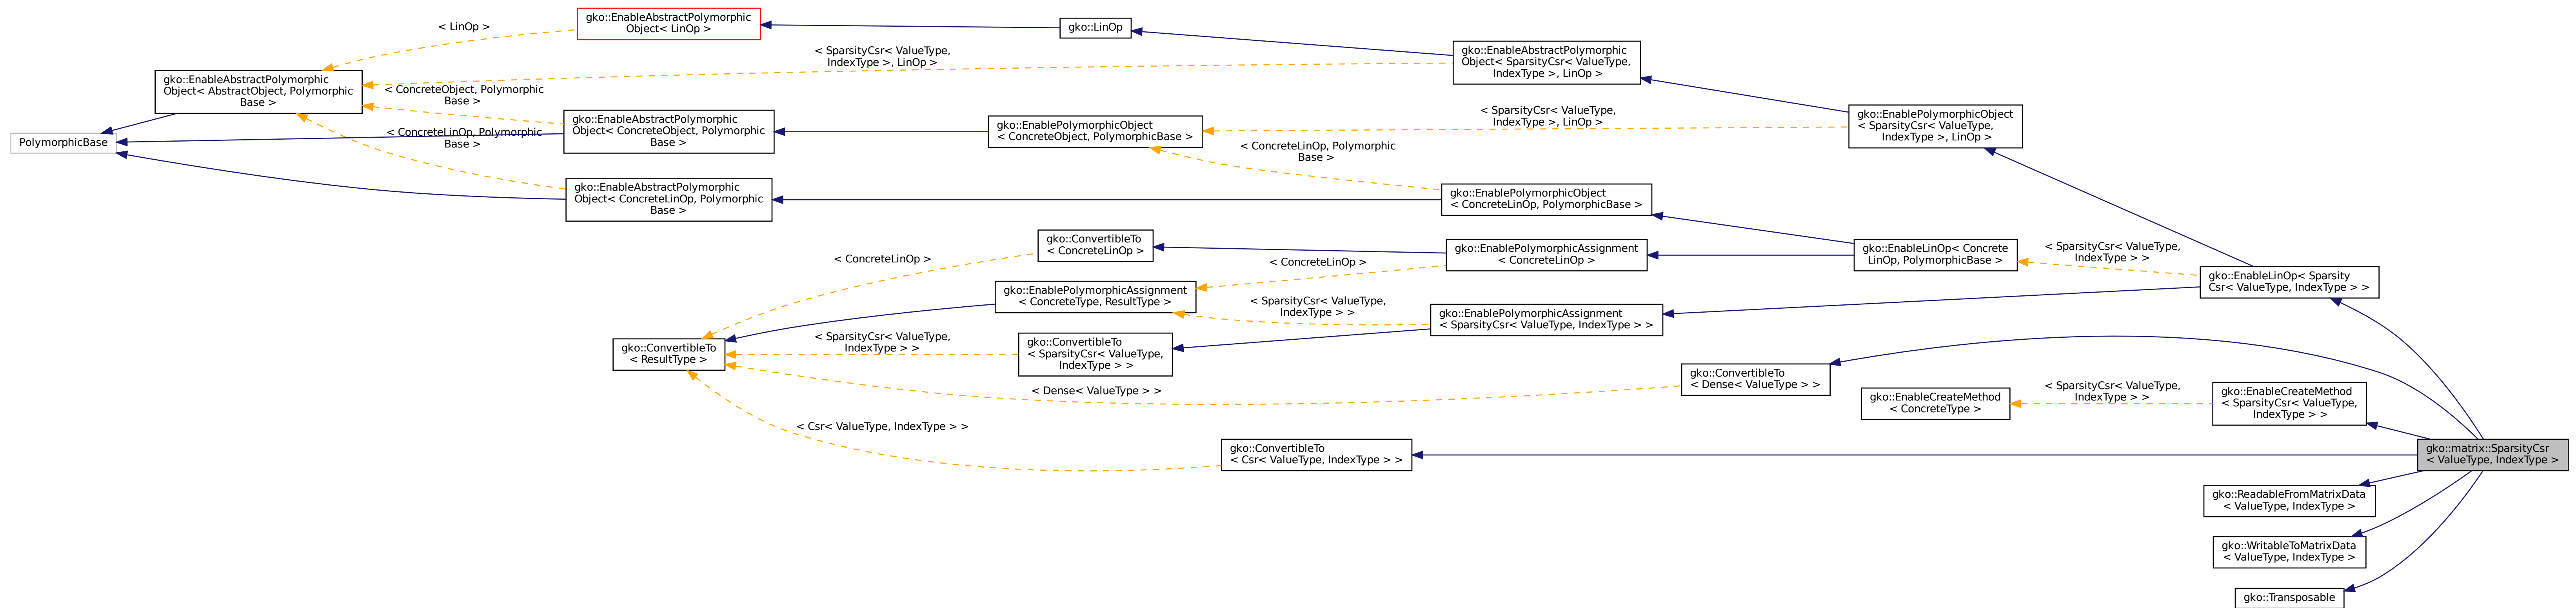 gko::EnableAbstractPolymorphic
Object< LinOp >
< LinOp >
gko::LinOp
< SparsityCsr< ValueType,
IndexType >, LinOp >
gko::EnableAbstractPolymorphic
Object< SparsityCsr< ValueType,
IndexType >, LinOp >
gko::EnableAbstractPolymorphic
Object< AbstractObject, Polymorphic
Base >
< ConcreteObject, Polymorphic
Base >
gko::EnableAbstractPolymorphic
Object< ConcreteObject, Polymorphic
Base >
gko::EnablePolymorphicObject
< ConcreteObject, PolymorphicBase >
< SparsityCsr< ValueType,
IndexType >, LinOp >
gko::EnablePolymorphicObject
< SparsityCsr< ValueType,
IndexType >, LinOp >
PolymorphicBase
< ConcreteLinOp, Polymorphic
Base >
< ConcreteLinOp, Polymorphic
Base >
gko::EnableAbstractPolymorphic
Object< ConcreteLinOp, Polymorphic
Base >
gko::EnablePolymorphicObject
< ConcreteLinOp, PolymorphicBase >
gko::ConvertibleTo
< ConcreteLinOp >
< ConcreteLinOp >
gko::EnablePolymorphicAssignment
< ConcreteLinOp >
< ConcreteLinOp >
gko::EnableLinOp< Concrete
LinOp, PolymorphicBase >
< SparsityCsr< ValueType,
IndexType > >
gko::EnableLinOp< Sparsity
Csr< ValueType, IndexType > >
gko::EnablePolymorphicAssignment
< ConcreteType, ResultType >
< SparsityCsr< ValueType,
IndexType > >
gko::EnablePolymorphicAssignment
< SparsityCsr< ValueType, IndexType > >
gko::ConvertibleTo
< ResultType >
< SparsityCsr< ValueType,
IndexType > >
gko::ConvertibleTo
< SparsityCsr< ValueType,
IndexType > >
< Dense< ValueType > >
gko::ConvertibleTo
< Dense< ValueType > >
gko::EnableCreateMethod
< ConcreteType >
< SparsityCsr< ValueType,
IndexType > >
gko::EnableCreateMethod
< SparsityCsr< ValueType,
IndexType > >
< Csr< ValueType, IndexType > >
gko::ConvertibleTo
< Csr< ValueType, IndexType > >
gko::matrix::SparsityCsr
< ValueType, IndexType >
gko::ReadableFromMatrixData
< ValueType, IndexType >
gko::WritableToMatrixData
< ValueType, IndexType >
gko::Transposable